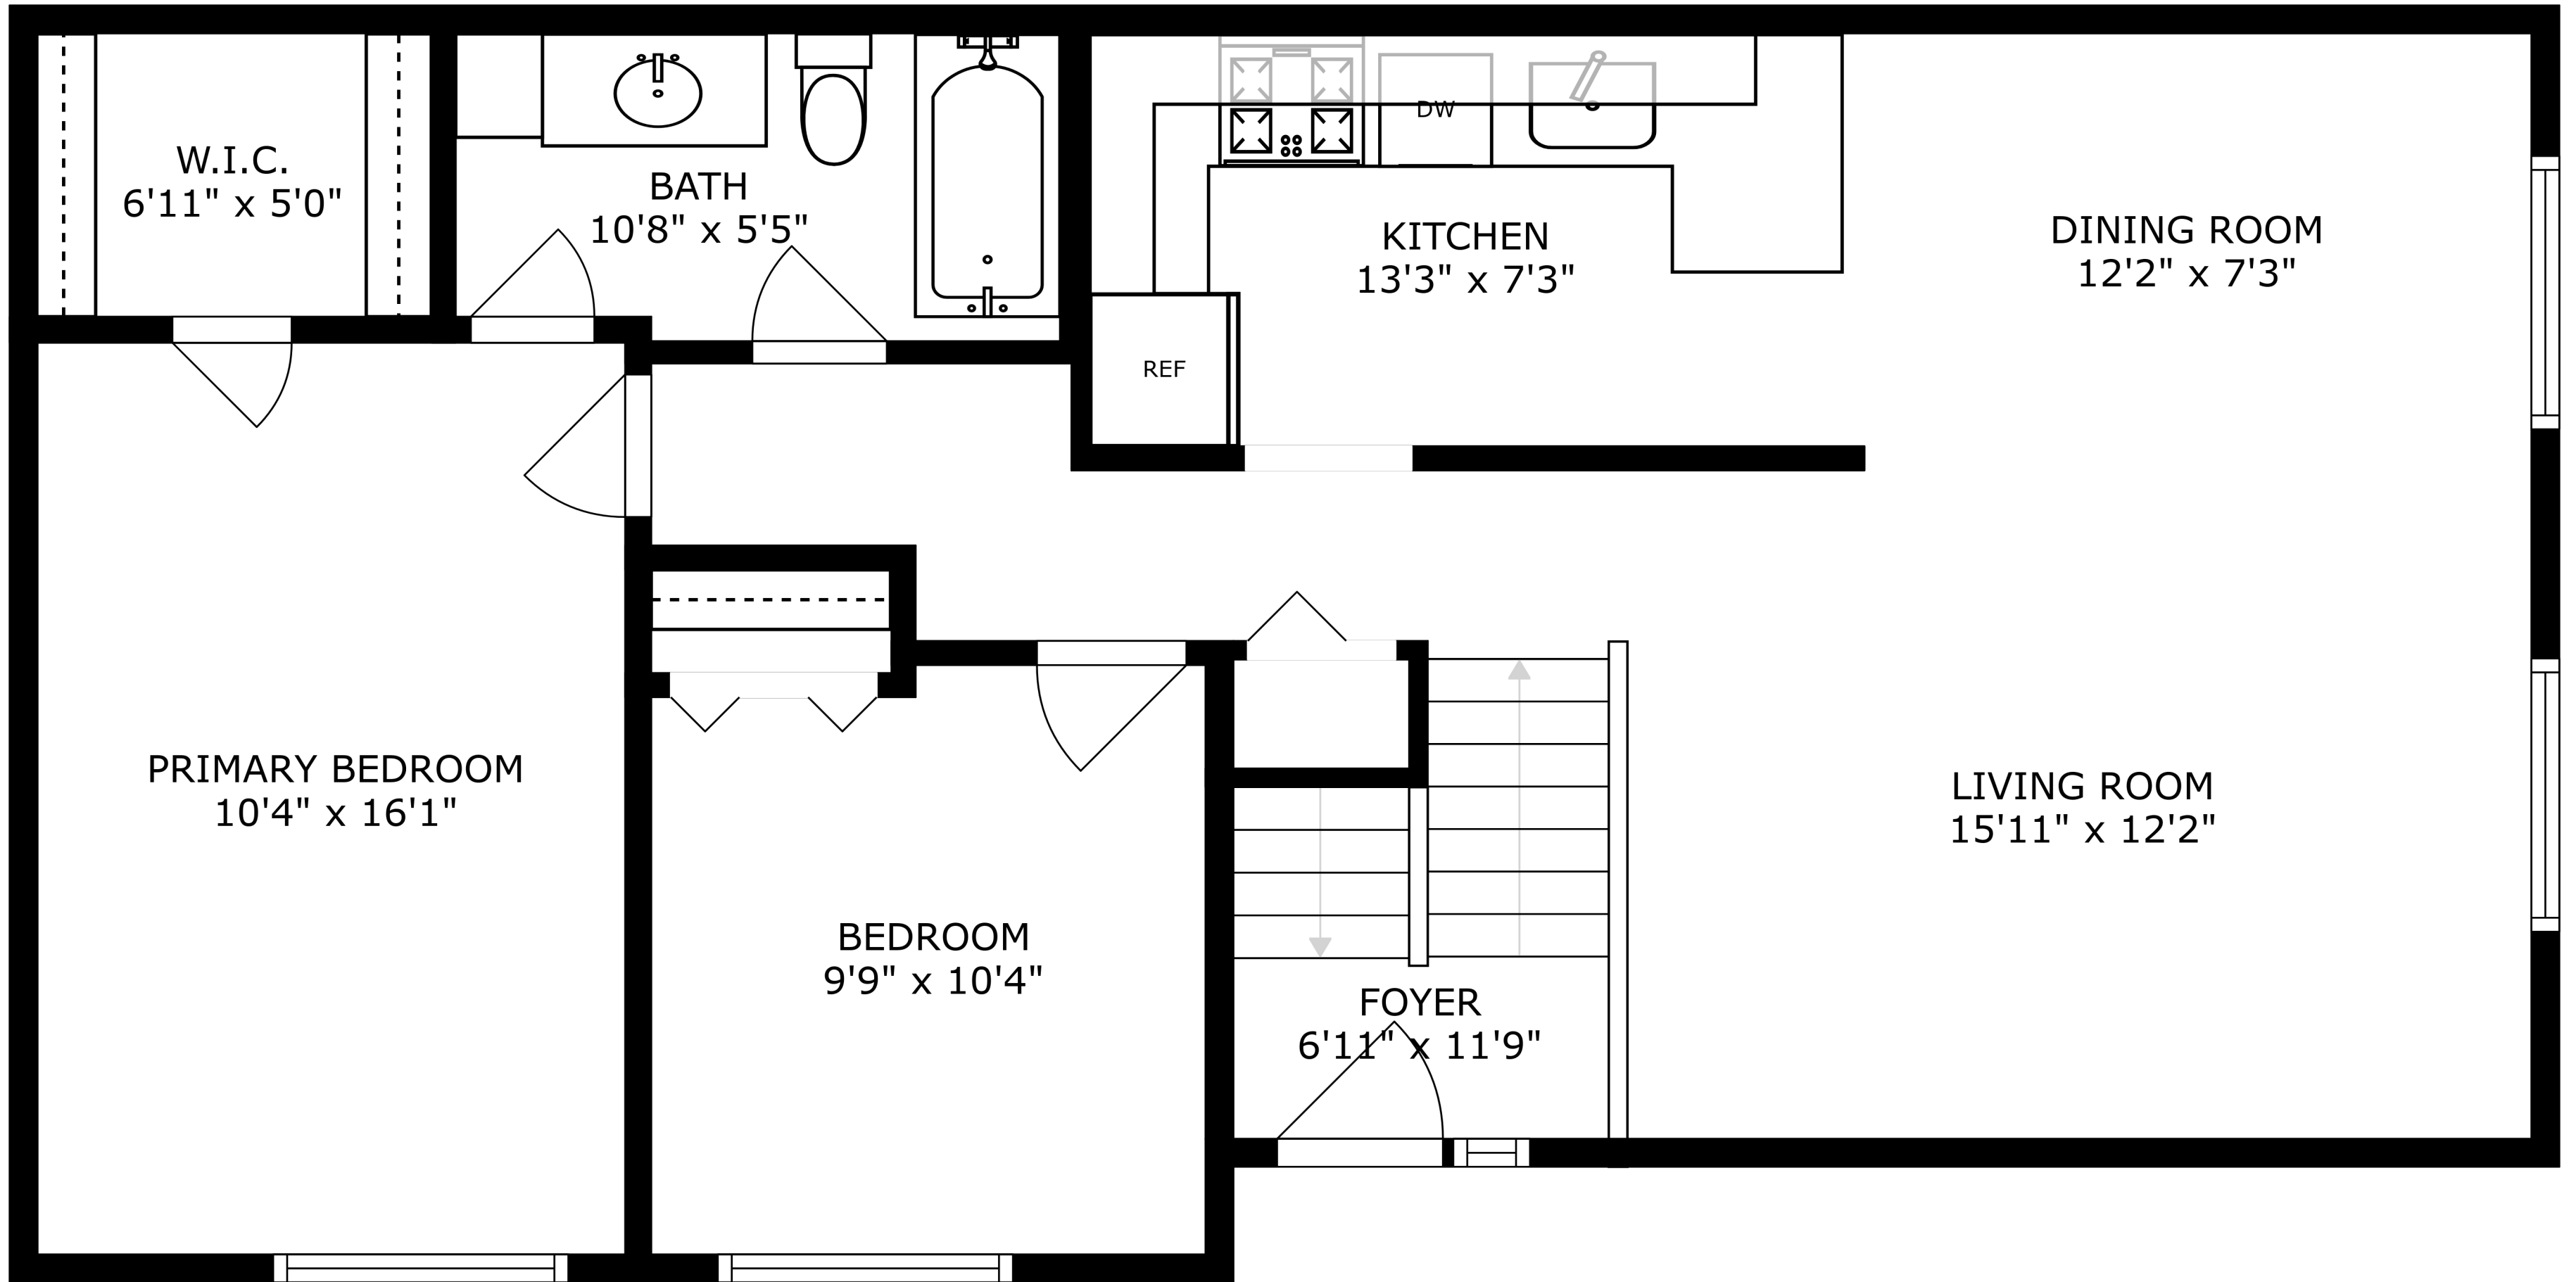 W.I.C.
6'11" x 5'0"
BATH
10'8" x 5'5"
DW
KITCHEN
13'3" x 7'3"
DINING ROOM
12'2" x 7'3"
REF
PRIMARY BEDROOM
10'4" x 16'1"
LIVING ROOM
15'11" x 12'2"
BEDROOM
9'9" x 10'4"
FOYER
6'11" x 11'9"